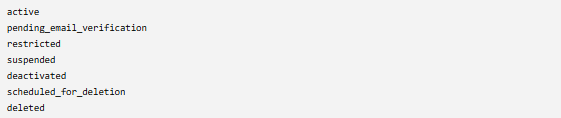 active
pending_email_verification
restricted
suspended
deactivated
scheduled_for_deletion
deleted